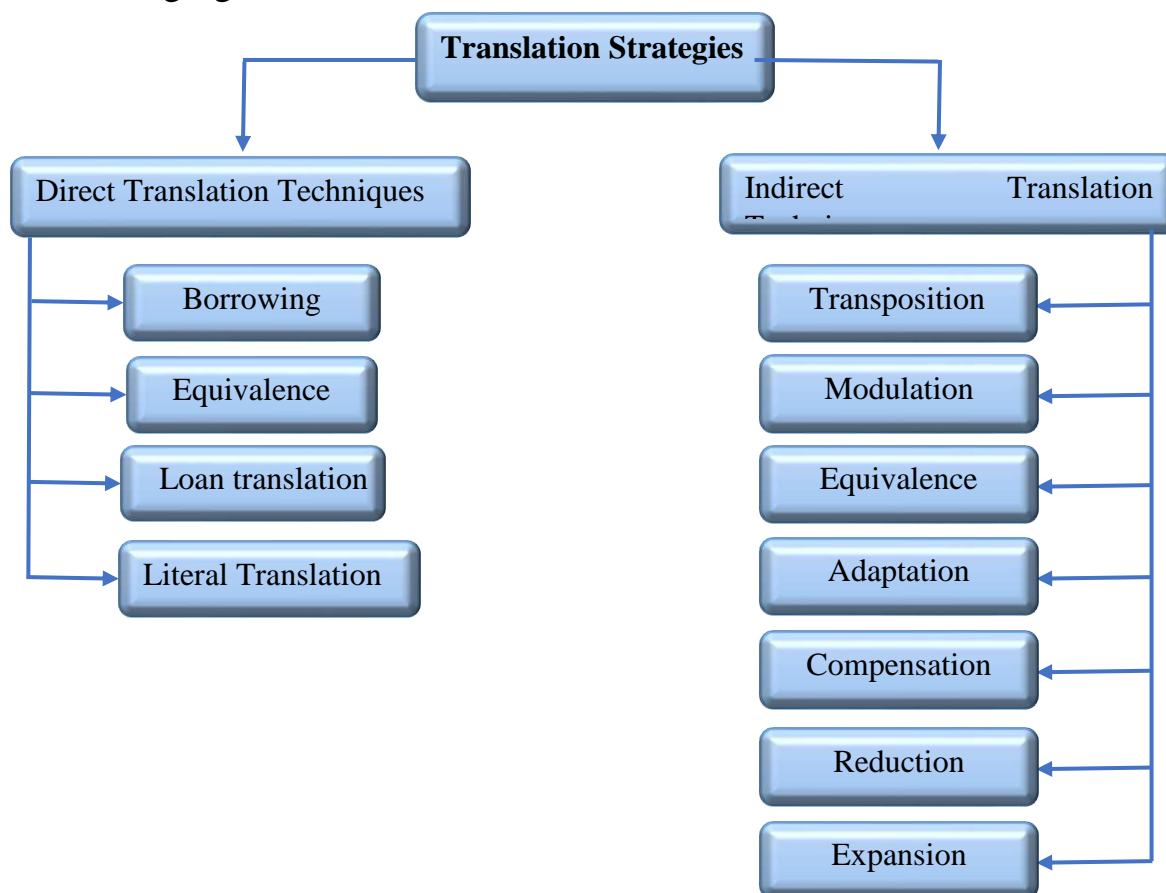 Translation Strategies
Direct Translation Techniques
Borrowing
Equivalence
Loan translation
Literal Translation
Indirect Translation
Transposition
Modulation
Equivalence
Adaptation
Compensation
Reduction
Expansion